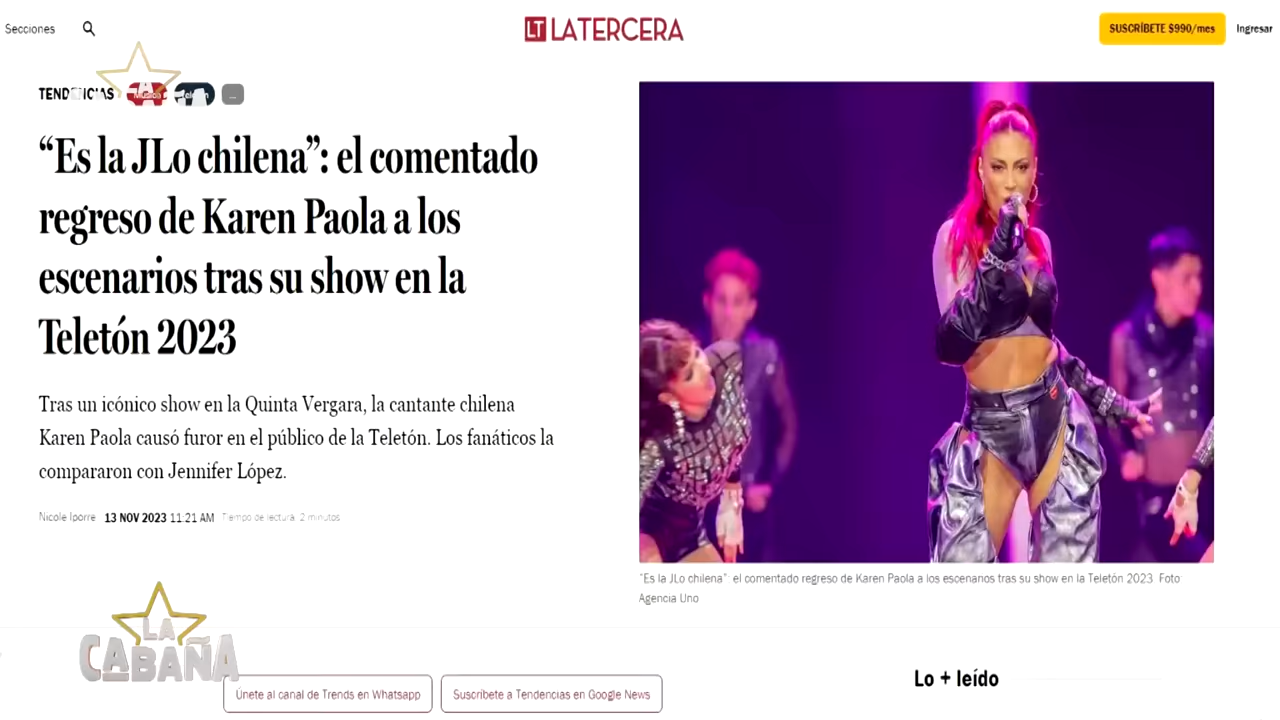 Secciones
LT LATERCERA
SUSCRÍBETE $990/mes
Ingresar
TENDENCIAS
...
“Es la JLo chilena”: el comentado
regreso de Karen Paola a los
escenarios tras su show en la
Teletón 2023
Tras un icónico show en la Quinta Vergara, la cantante chilena
Karen Paola causó furor en el público de la Teletón. Los fanáticos la
compararon con Jennifer López.
Nicole Iporre 13 NOV 2023 11:21 AM Tiempo de lectura: 2 minutos
“Es la JLo chilena”: el comentado regreso de Karen Paola a los escenarios tras su show en la Teletón 2023 Foto
Agencia Uno
LA
CABAÑA
Únete al canal de Trends en Whatsapp
Suscríbete a Tendencias en Google News
Lo + leído